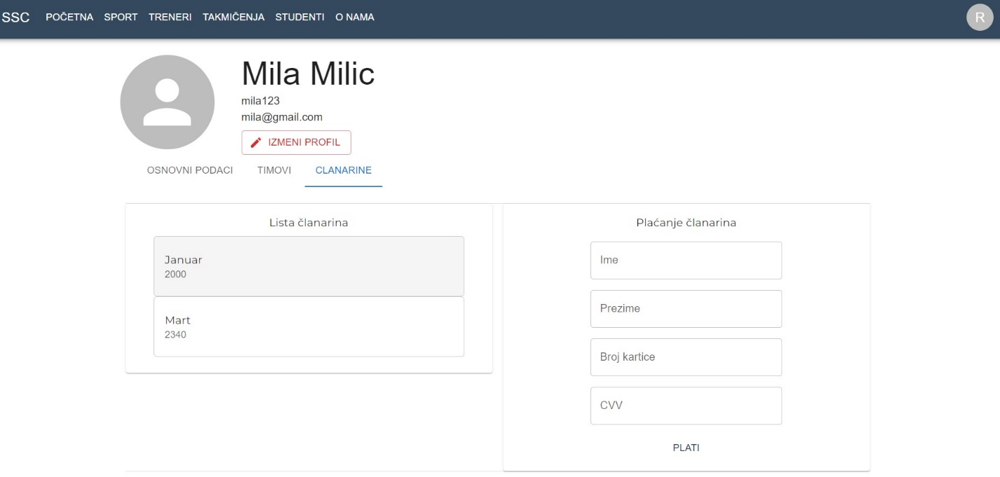 SSC POČETNA SPORT TRENERI TAKMIČENJA STUDENTI O NAMA R
Mila Milic
mila123
mila@gmail.com
IZMENI PROFIL
OSNOVNI PODACI TIMOVI CLANARINE
Lista članarina
Januar
2000
Mart
2340
Plaćanje članarina
Ime
Prezime
Broj kartice
CVV
PLATI